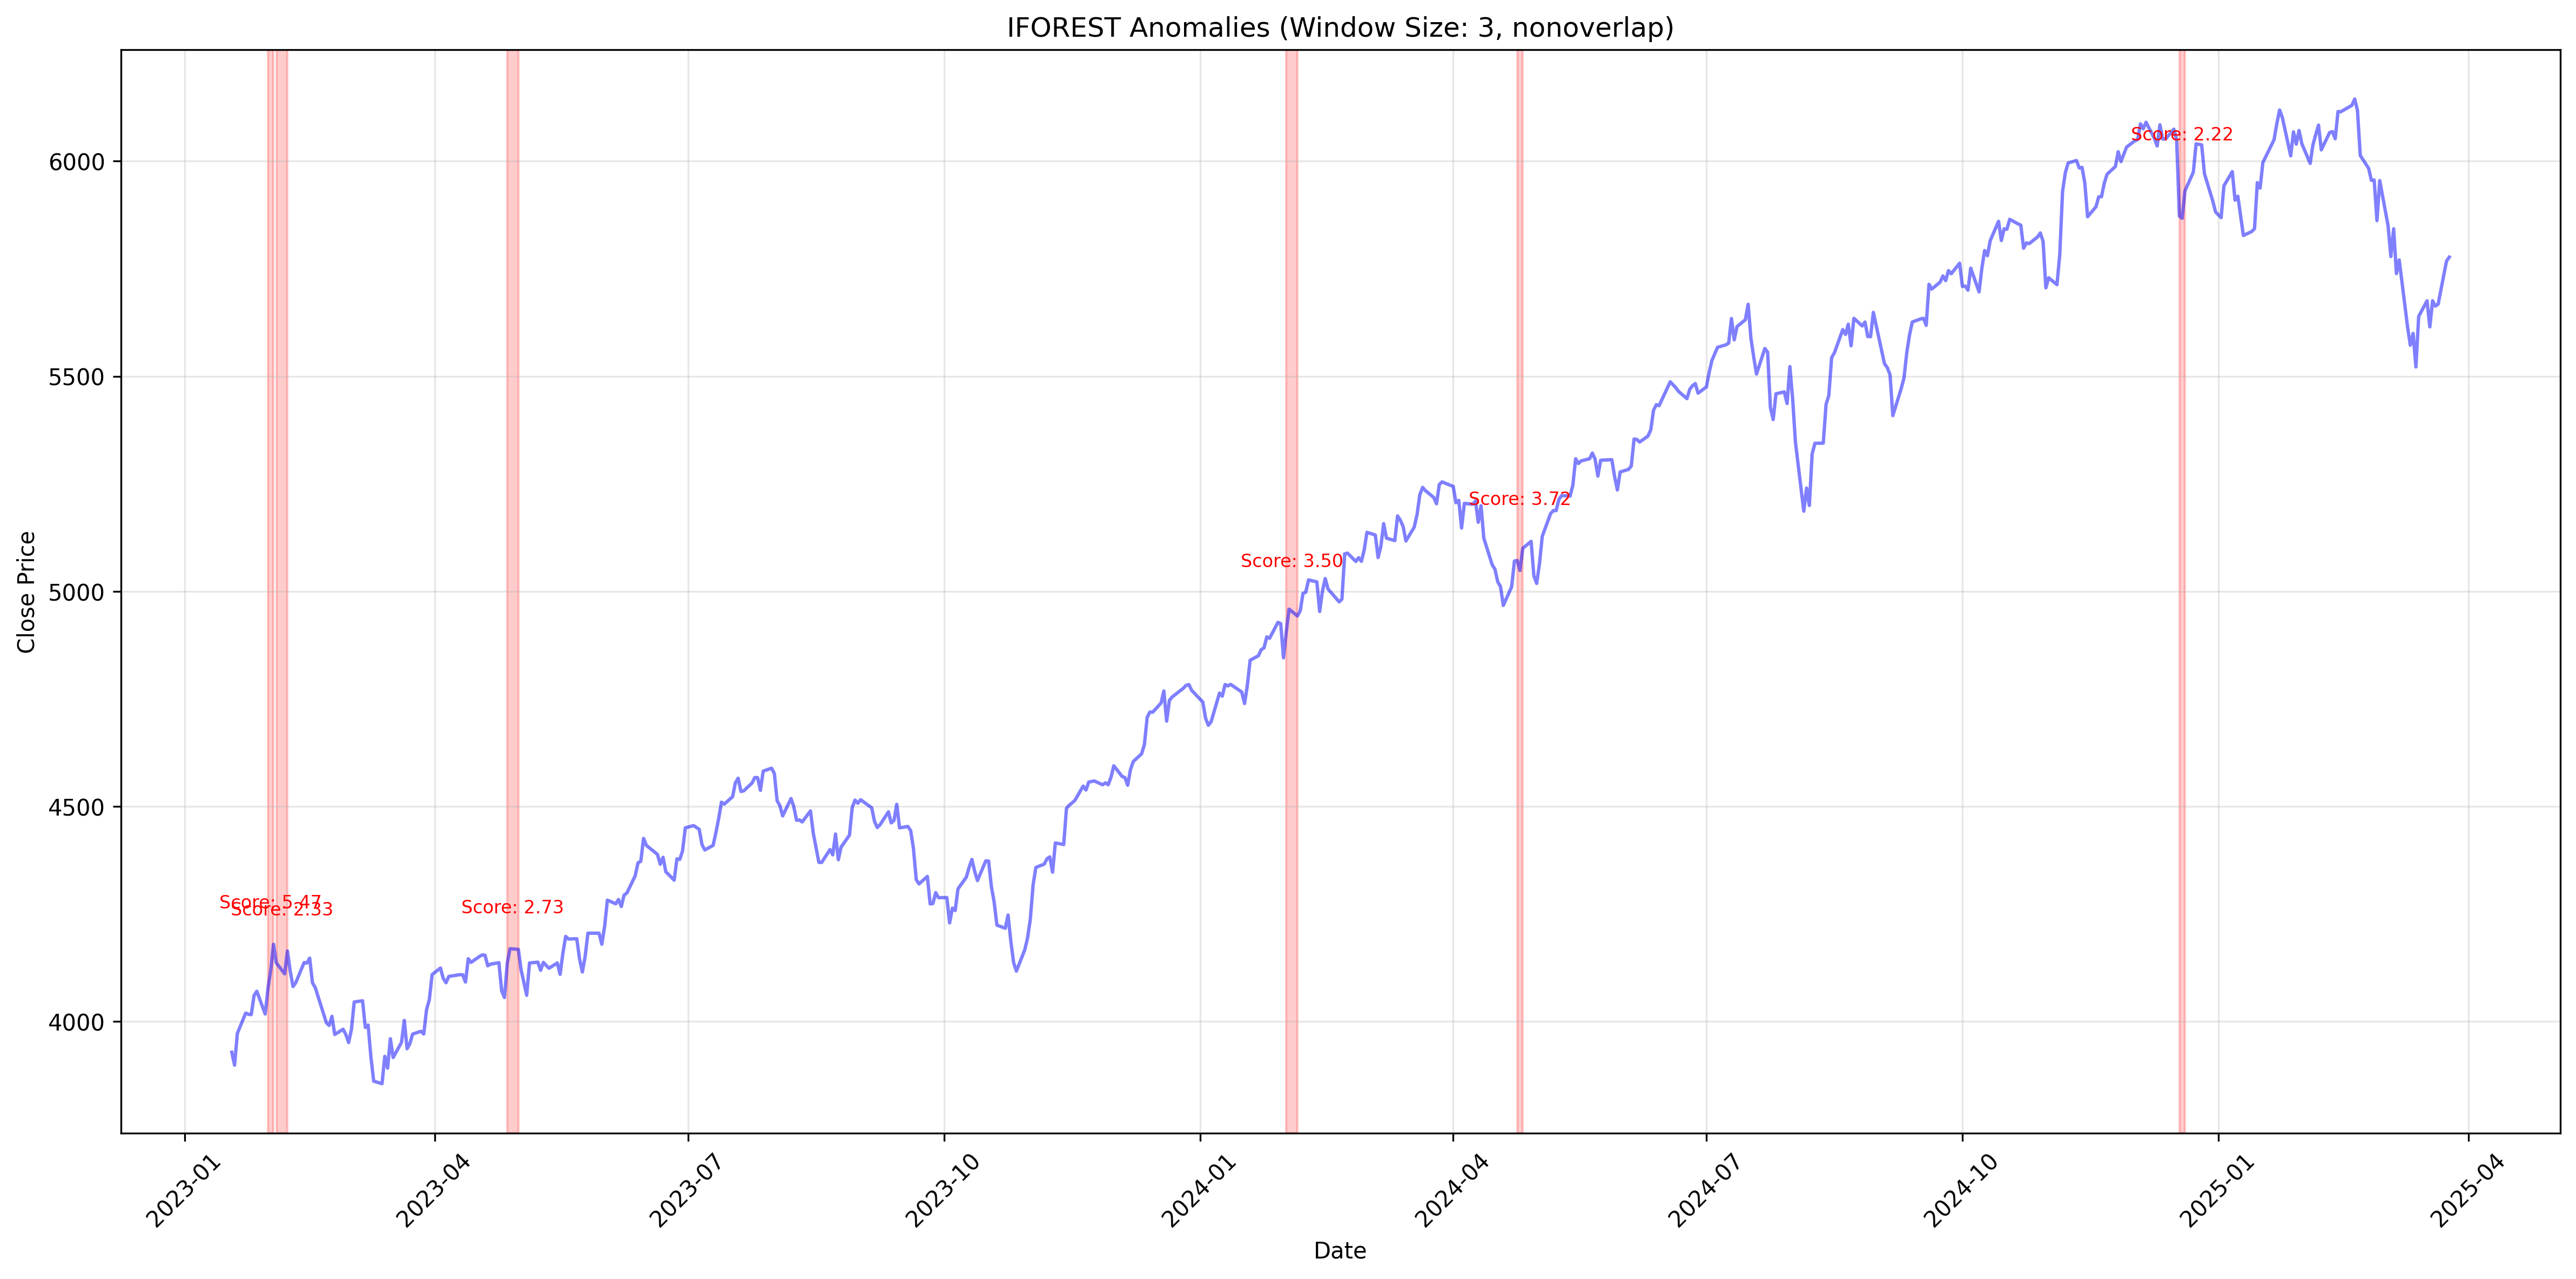 IFOREST Anomalies (Window Size: 3, nonoverlap)
Close Price
6000
5500
5000
4500
4000
Score: 2.22
Score: 3.72
Score: 3.50
Score: 5.47
Score: 2.33
Score: 2.73
2023-01
2023-04
2023-07
2023-10
2024-01
2024-04
2024-07
2024-10
2025-01
2025-04
Date